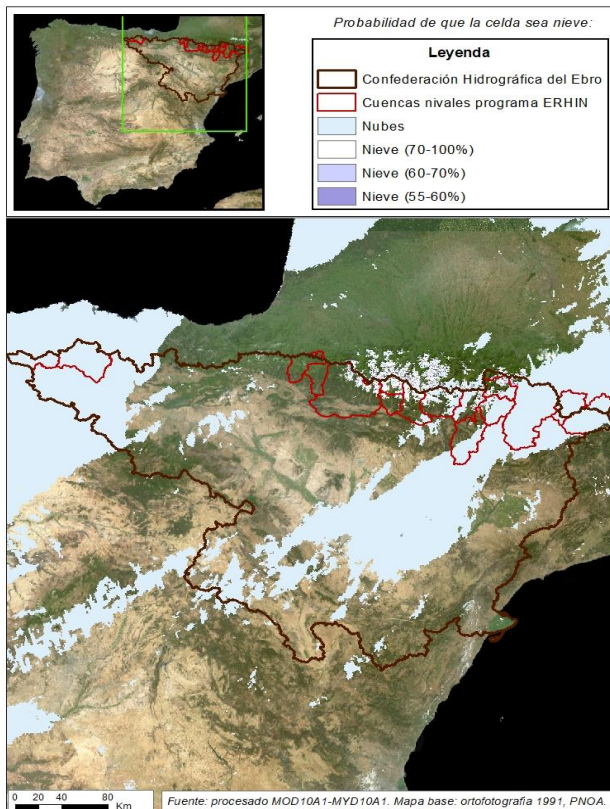 Probabilidad de que la celda sea nieve:
Leyenda
Confederación Hidrográfica del Ebro
Cuencas nivales programa ERHIN
Nubes
Nieve (70-100%)
Nieve (60-70%)
Nieve (55-60%)
0 20 40 80
Km
Fuente: procesado MOD10A1-MYD10A1. Mapa base: ortofotografia 1991, PNOA.